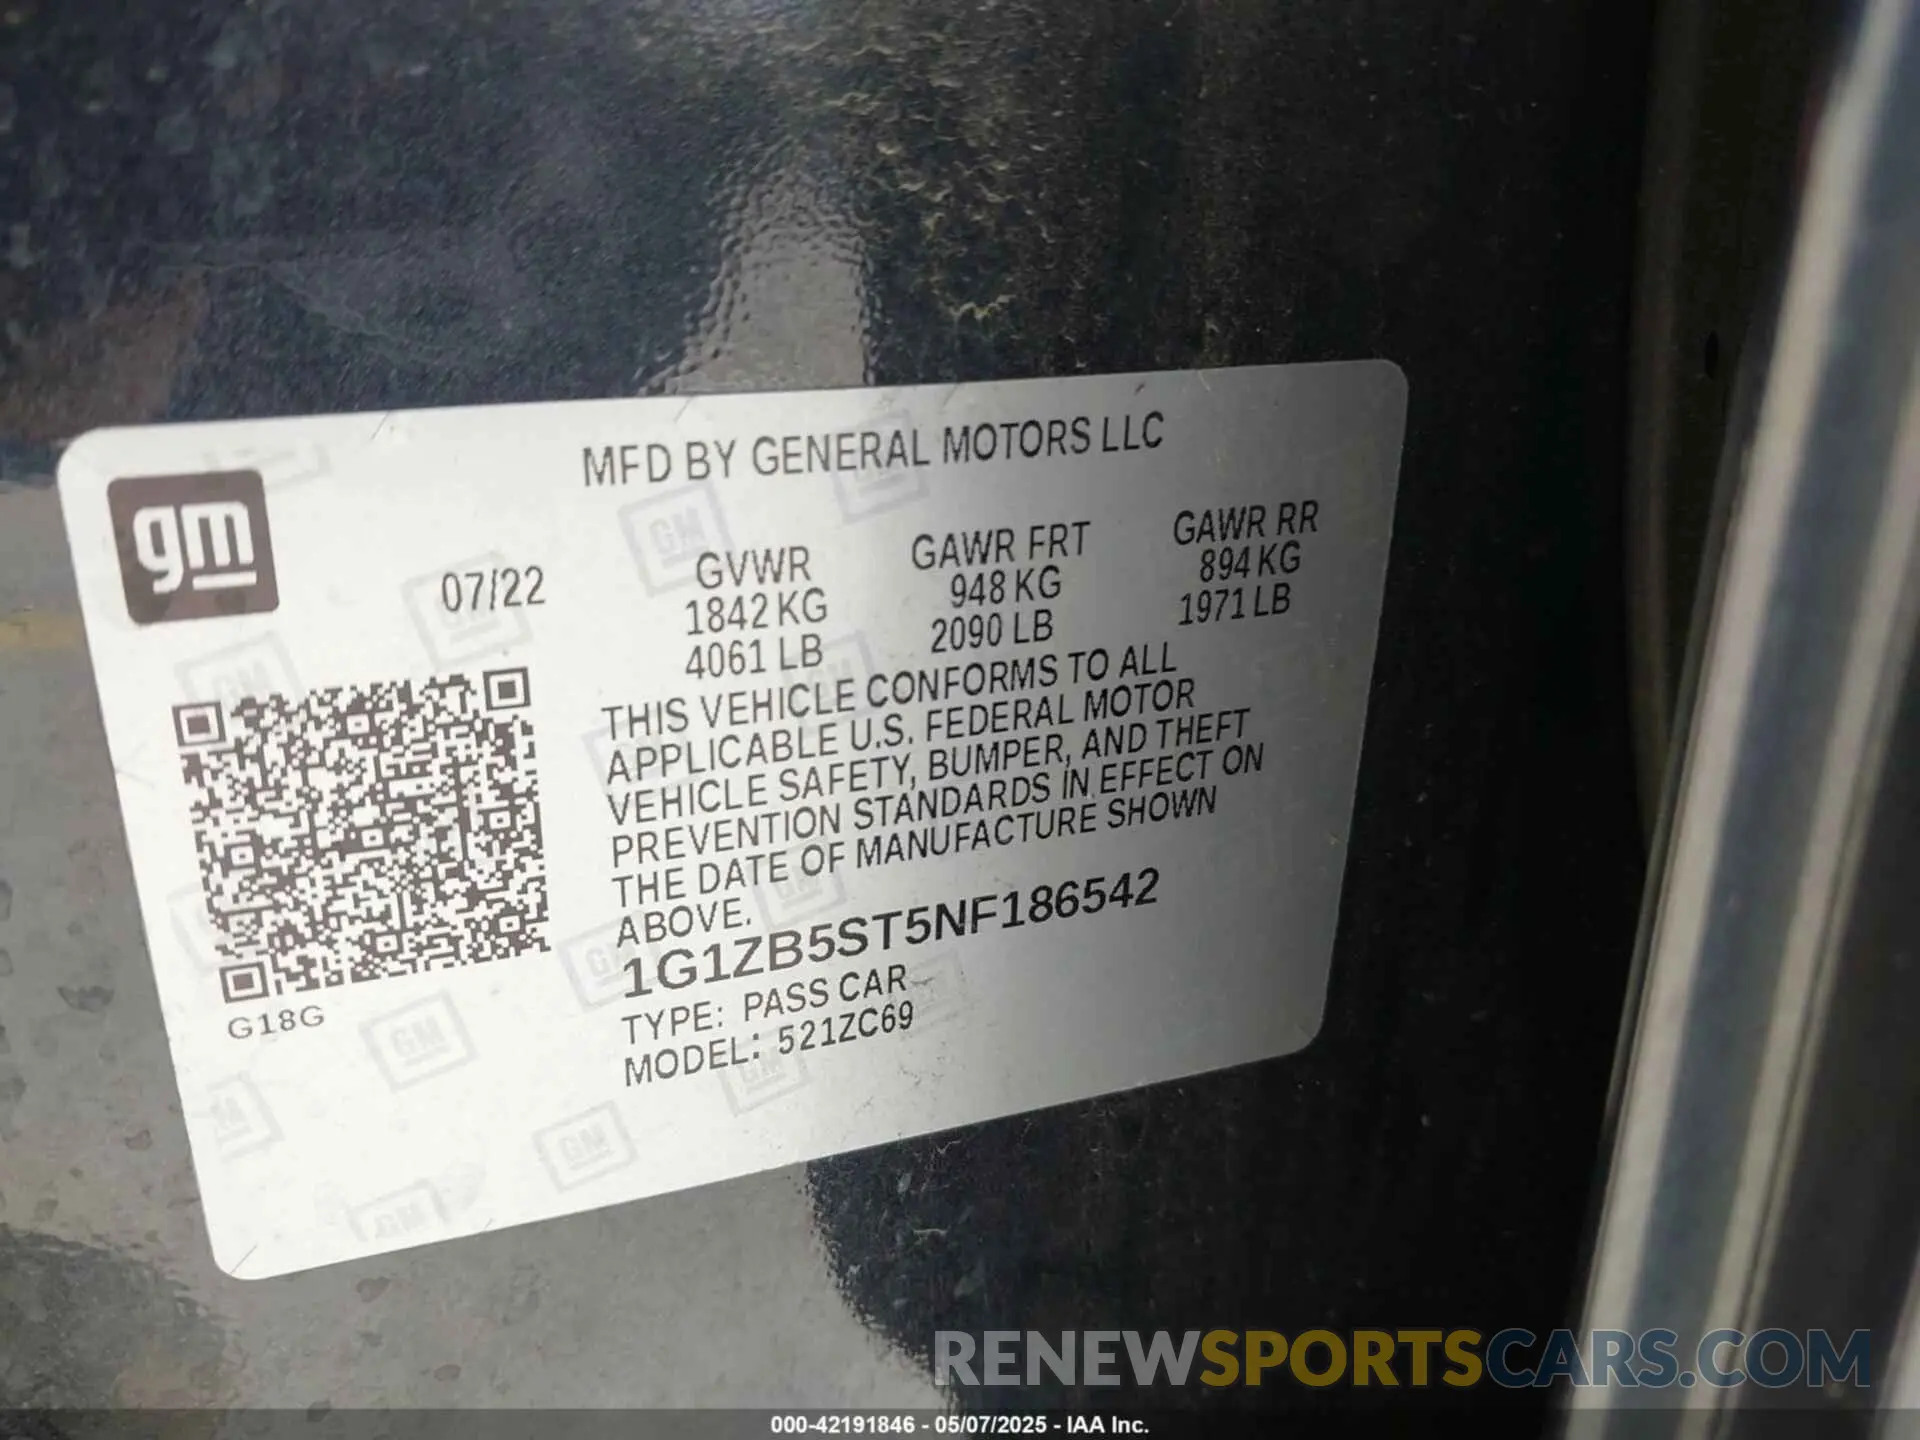 MFD BY GENERAL MOTORS LLC
gm
07/22
GVWR GAWR FRT GAWR RR
1842 KG 948 KG 894 KG
4061 LB 2090 LB 1971 LB
THIS VEHICLE CONFORMS TO ALL
APPLICABLE U.S. FEDERAL MOTOR
VEHICLE SAFETY, BUMPER, AND THEFT
PREVENTION STANDARDS IN EFFECT ON
THE DATE OF MANUFACTURE SHOWN
ABOVE.
1G1ZB5ST5NF186542
TYPE: PASS CAR
MODEL: 521ZC69
G18G
RENEWSPORTSCARS.COM
000-42191846 - 05/07/2025 - IAA Inc.